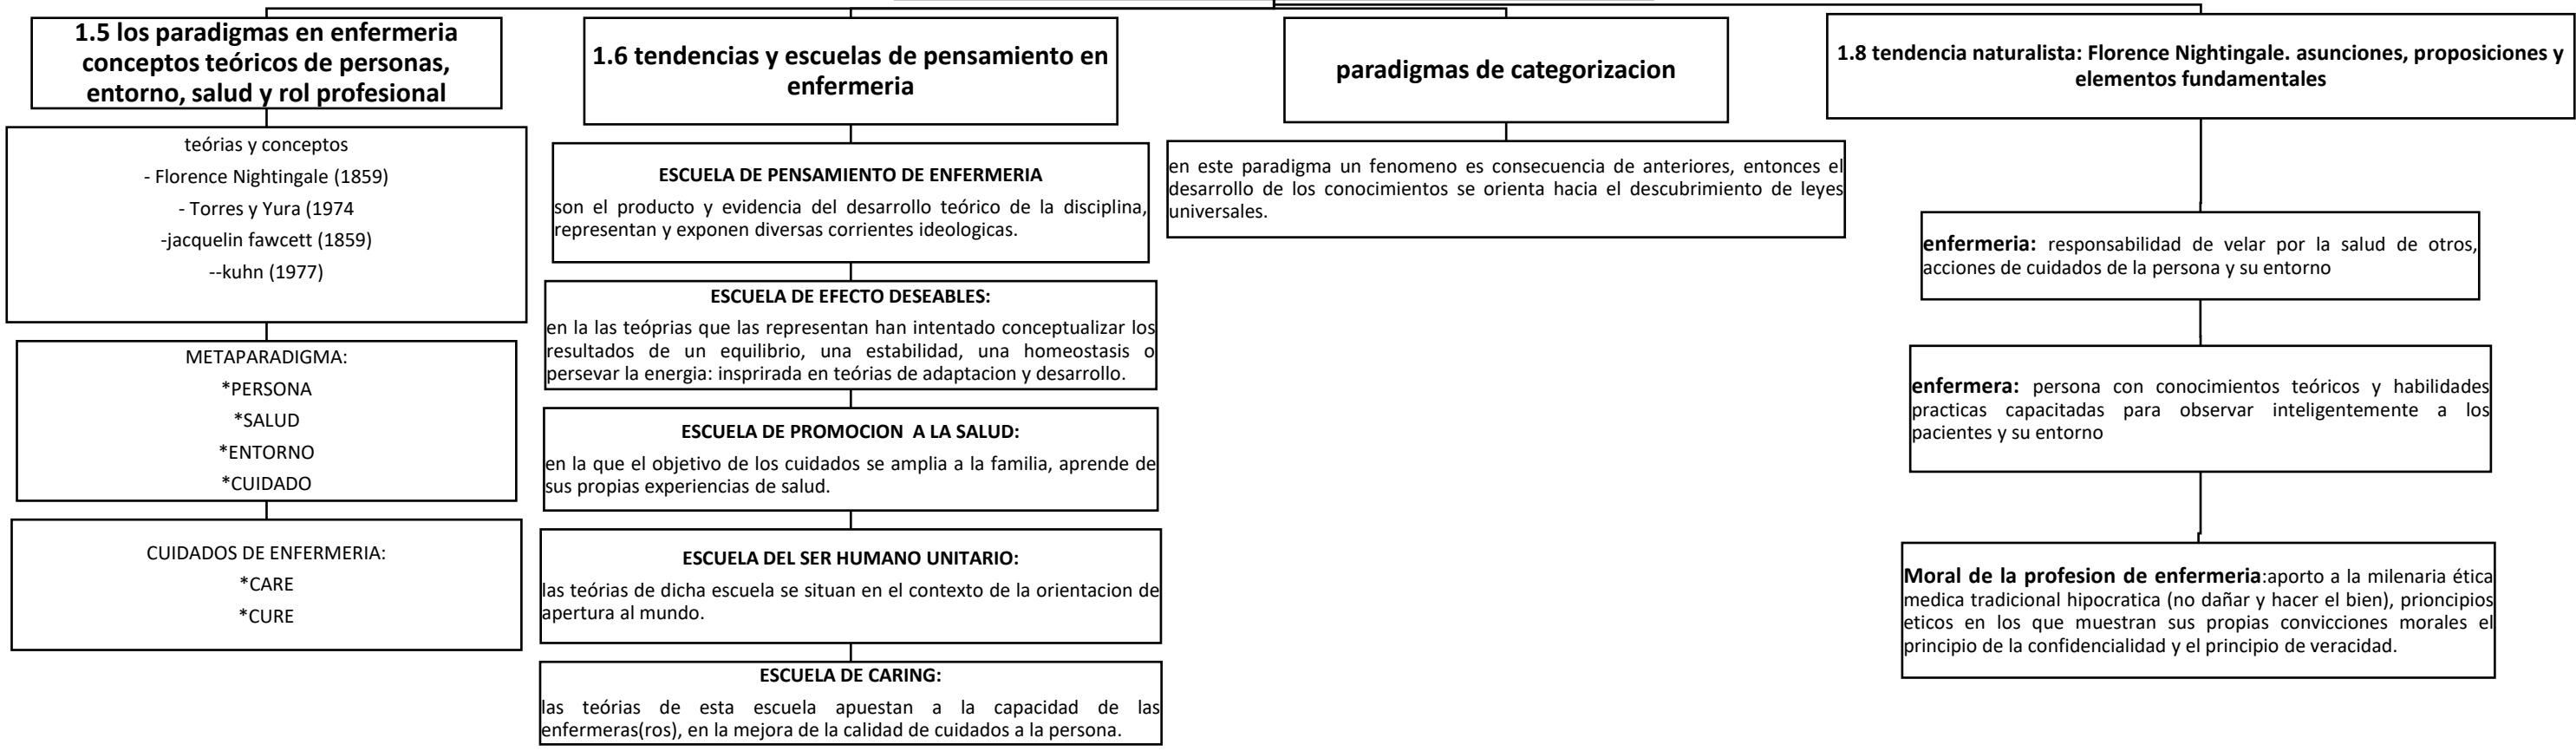 1.5 los paradigmas en enfermeria
conceptos teóricos de personas,
entorno, salud y rol profesional
teórias y conceptos
- Florence Nightingale (1859)
- Torres y Yura (1974
-jacquelin fawcett (1859)
--kuhn (1977)
METAPARADIGMA:
*PERSONA
*SALUD
*ENTORNO
*CUIDADO
CUIDADOS DE ENFERMERIA:
*CARE
*CURE
1.6 tendencias y escuelas de pensamiento en
enfermeria
ESCUELA DE PENSAMIENTO DE ENFERMERIA
son el producto y evidencia del desarrollo teórico de la disciplina,
representan y exponen diversas corrientes ideologicas.
ESCUELA DE EFECTO DESEABLES:
en la las teóprias que las representan han intentado conceptualizar los
resultados de un equilibrio, una estabilidad, una homeostasis o
persevar la energia: insprirada en teórias de adaptacion y desarrollo.
ESCUELA DE PROMOCION A LA SALUD:
en la que el objetivo de los cuidados se amplia a la familia, aprende de
sus propias experiencias de salud.
ESCUELA DEL SER HUMANO UNITARIO:
las teórias de dicha escuela se situan en el contexto de la orientacion de
apertura al mundo.
ESCUELA DE CARING:
las teórias de esta escuela apuestan a la capacidad de las
enfermeras(ros), en la mejora de la calidad de cuidados a la persona.
paradigmas de categorizacion
en este paradigma un fenomeno es consecuencia de anteriores, entonces el
desarrollo de los conocimientos se orienta hacia el descubrimiento de leyes
universales.
1.8 tendencia naturalista: Florence Nightingale. asunciones, proposiciones y
elementos fundamentales
enfermeria: responsabilidad de velar por la salud de otros,
acciones de cuidados de la persona y su entorno
enfermera: persona con conocimientos teóricos y habilidades
practicas capacitadas para observar inteligentemente a los
pacientes y su entorno
Moral de la profesion de enfermeria:aporto a la milenaria ética
medica tradicional hipocratica (no dañar y hacer el bien), prioncipios
eticos en los que muestran sus propias convicciones morales el
principio de la confidencialidad y el principio de veracidad.